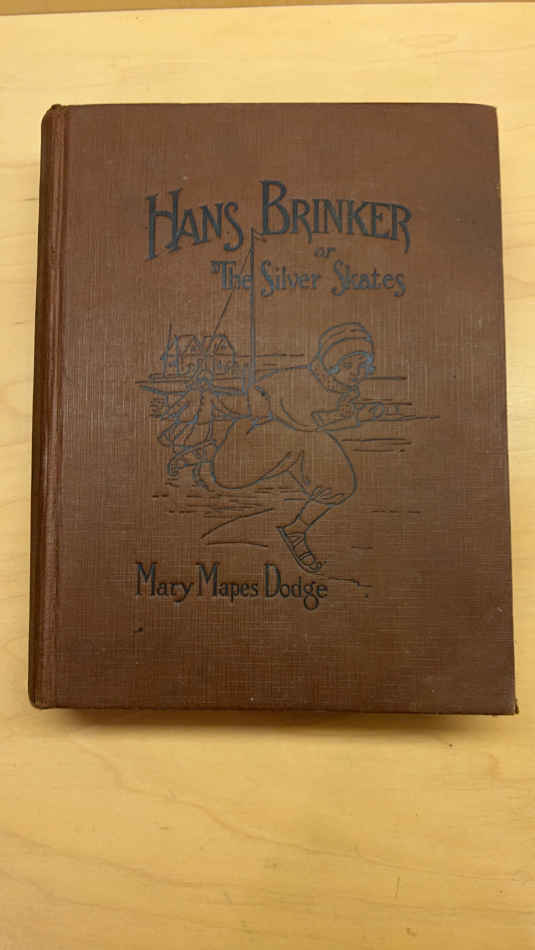 HANS BRINKER
or
The Silver Skates
Mary Mapes Dodge